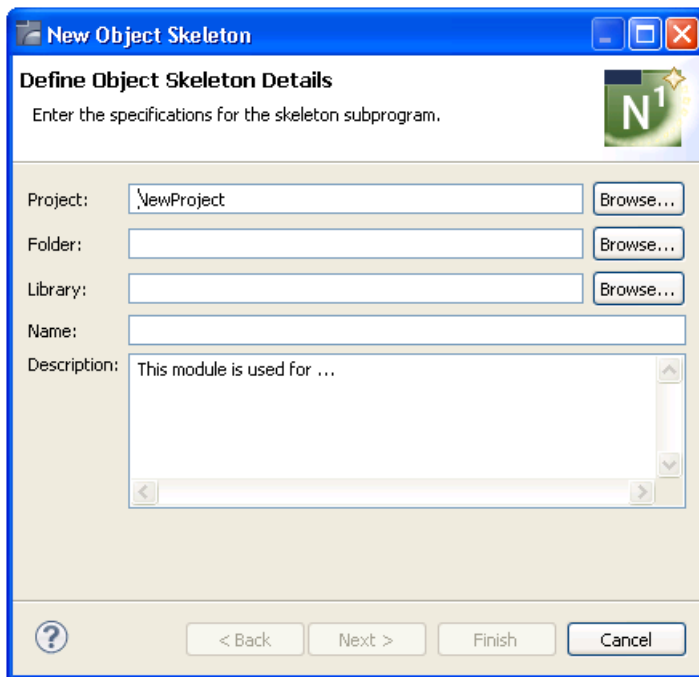 New Object Skeleton
Define Object Skeleton Details
Enter the specifications for the skeleton subprogram.
N1
Project: NewProject Browse...
Folder: Browse...
Library: Browse...
Name:
Description: This module is used for ...
< Back Next > Finish Cancel